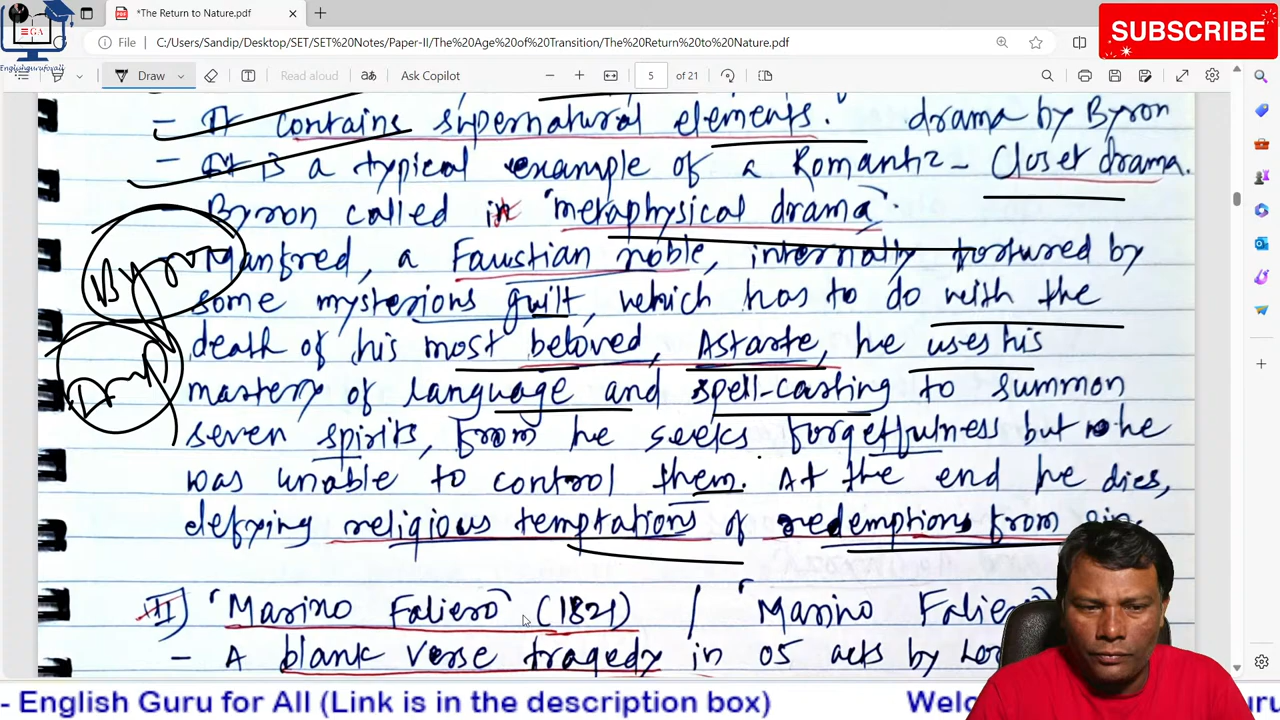 *The Return to Nature.pdf
SUBSCRIBE
EGA
Englishguruforall
File
C:/Users/Sandip/Desktop/SET/SET%20Notes/Paper-II/The%20Age%20of%20Transition/The%20Return%20to%20Nature.pdf
Draw
Read aloud
Ask Copilot
5
of 21
- It contains supernatural elements. drama by Byron
- It is a typical example of a Romantic - Closet drama.
- Byron called it "metaphysical drama".
Byron
Manfred, a Faustian noble, internally tortured by
some mysterious guilt, which has to do with the
death of his most beloved, Astarte, he uses his
mastery of language and spell-casting to summon
seven spirits, from he seeks forgetfulness but he
was unable to control them. At the end he dies,
defying religious temptations of redemptions from sin.
II) "Marino Faliero" (1821) / "Marino Faliero
- A blank verse tragedy in 05 acts by
- English Guru for All (Link is in the description box)
Welco